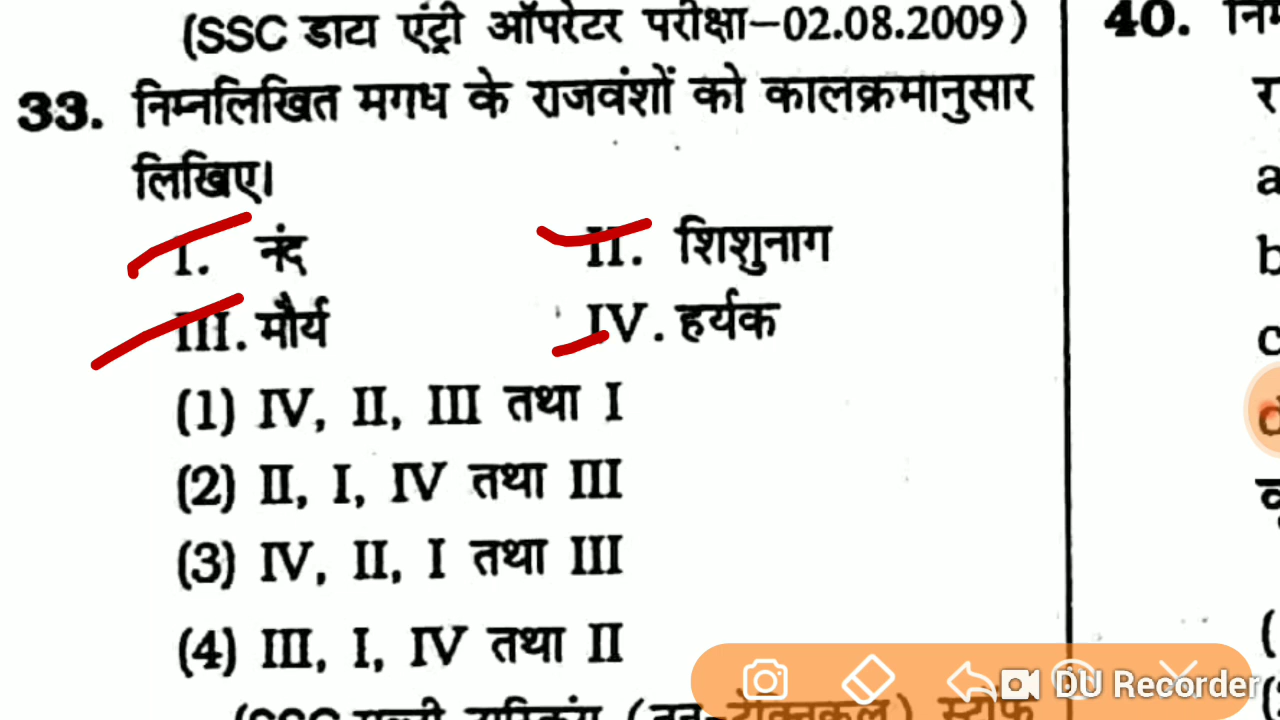 (SSC डाटा एंट्री ऑपरेटर परीक्षा–02.08.2009)
33. निम्नलिखित मगध के राजवंशों को कालक्रमानुसार
लिखिए।
I. नंद II. शिशुनाग
III. मौर्य IV. हर्यक
(1) IV, II, III तथा I
(2) II, I, IV तथा III
(3) IV, II, I तथा III
(4) III, I, IV तथा II
40.
a
b
c
DU Recorder